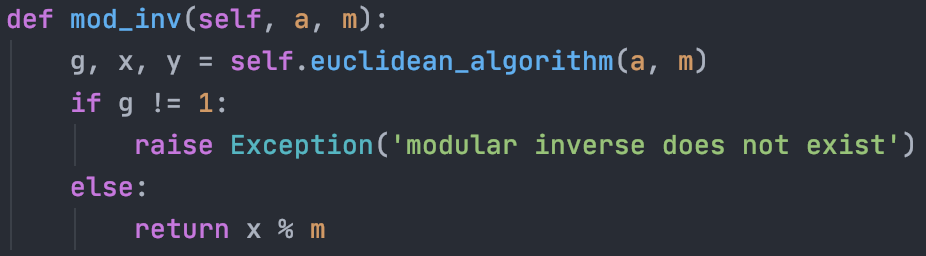 def mod_inv(self, a, m):
    g, x, y = self.euclidean_algorithm(a, m)
    if g != 1:
        raise Exception('modular inverse does not exist')
    else:
        return x % m